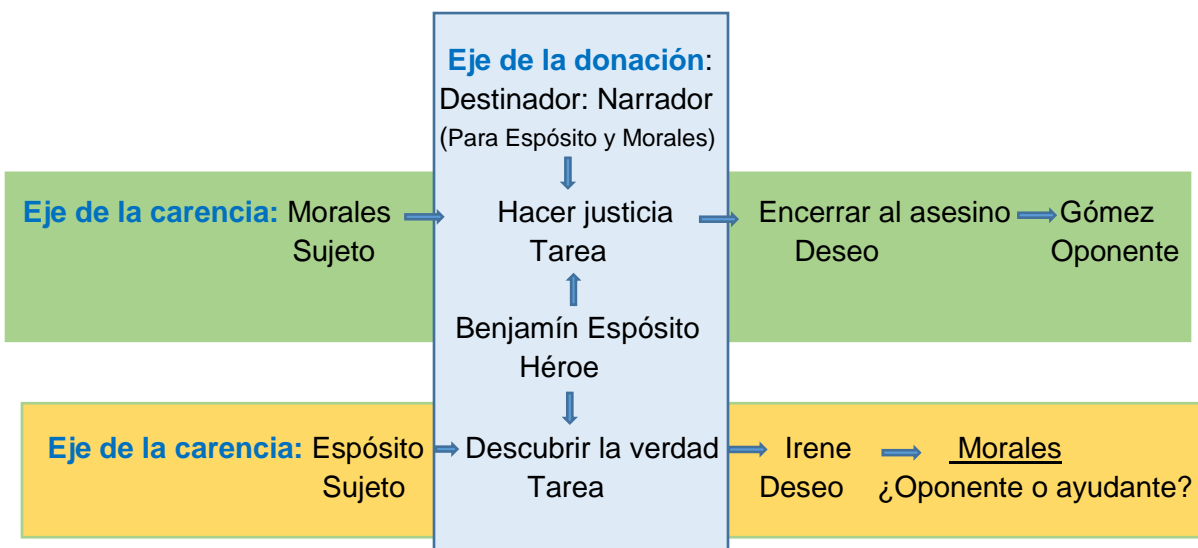 Eje de la donación:
Destinador: Narrador
(Para Espósito y Morales)
Eje de la carencia: Morales
Sujeto
Hacer justicia
Tarea
Encerrar al asesino
Deseo
Gómez
Oponente
Benjamín Espósito
Héroe
Eje de la carencia: Espósito
Sujeto
Descubrir la verdad
Tarea
Irene
Deseo
Morales
¿Oponente o ayudante?